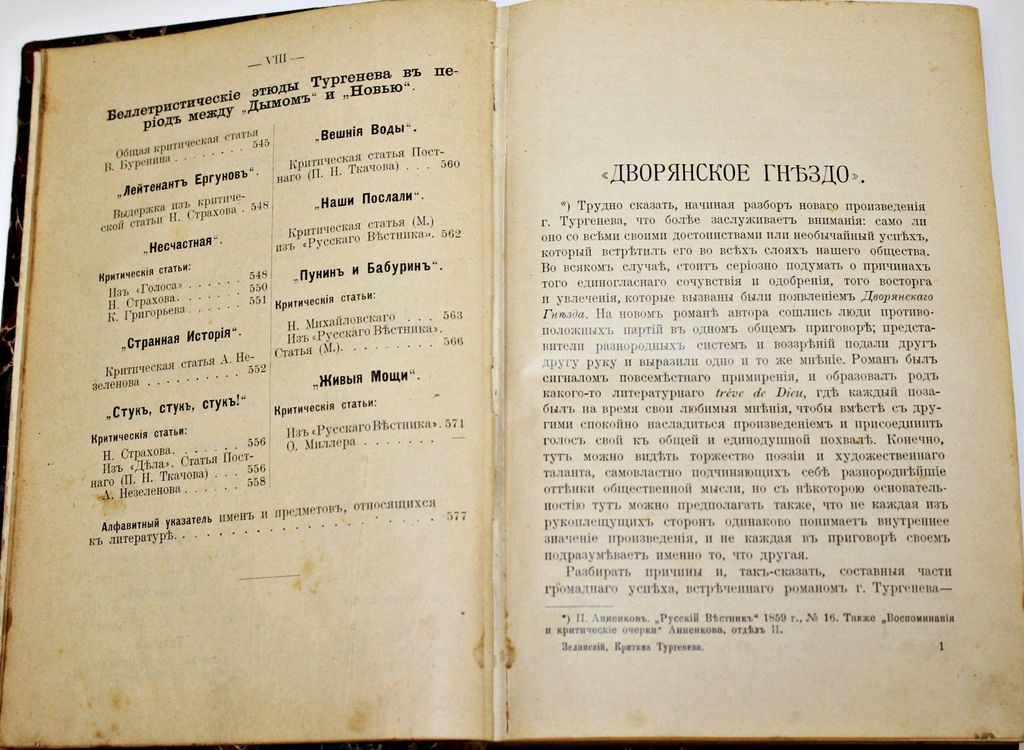 — VIII —
Беллетристическіе этюды Тургенева въ пе-
ріодъ между „Дымомъ“ и „Новью“.
Общая критическая статья
В. Буренина . . . . . . . . 545
„Лейтенантъ Ергуновъ“.
Выдержка изъ критиче-
ской статьи Н. Страхова . 548
„Несчастная“.
Критическія статьи:
Изъ «Голоса» . . . . . . 548
Н. Страхова. . . . . . . 550
К. Григорьева . . . . . . 551
„Странная Исторія“.
Критическая статья А. Не-
зеленова . . . . . . . . . 552
„Стукъ, стукъ, стукъ!“
Критическія статьи:
Н. Страхова. . . . . . . 556
Изъ «Дѣла». Статья Пост-
наго (П. Н. Ткачова) . . . 556
А. Незеленова . . . . . . 558
„Вешнія Воды“.
Критическая статья Пост-
наго (П. Н. Ткачова) . . . 560
„Наши Послали“.
Критическая статья (М.)
изъ «Русскаго Вѣстника». 562
„Пунинъ и Бабуринъ“.
Критическія статьи:
Н. Михайловскаго . . . . 563
Изъ «Русскаго Вѣстника».
Статья (М.). . . . . . . . 566
„Живыя Мощи“.
Критическія статьи:
Изъ «Русскаго Вѣстника» . 571
О. Миллера . . . . . . . —
Алфавитный указатель именъ и предметовъ, относящихся
къ литературѣ. . . . . . . . . . . . . . . . . . 577
«ДВОРЯНСКОЕ ГНѢЗДО».
*) Трудно сказать, начиная разборъ новаго произведенія
г. Тургенева, что болѣе заслуживаетъ вниманія: само ли
оно со всѣми своими достоинствами или необычайный успѣхъ,
который встрѣтилъ его во всѣхъ слояхъ нашего общества.
Во всякомъ случаѣ, стоитъ серіозно подумать о причинахъ
того единогласнаго сочувствія и одобренія, того восторга
и увлеченія, которые вызваны были появленіемъ Дворянскаго
Гнѣзда. На новомъ романѣ автора сошлись люди противо-
положныхъ партій въ одномъ общемъ приговорѣ; предста-
вители разнородныхъ системъ и воззрѣній подали другъ
другу руку и выразили одно и то же мнѣніе. Романъ былъ
сигналомъ повсемѣстнаго примиренія, и образовалъ родъ
какого-то литературнаго trêve de Dieu, гдѣ каждый поза-
былъ на время свои любимыя мнѣнія, чтобы вмѣстѣ съ дру-
гими спокойно насладиться произведеніемъ и присоединить
голосъ свой къ общей и единодушной похвалѣ. Конечно,
тутъ можно видѣть торжество поэзіи и художественнаго
таланта, самовластно подчиняющихъ себѣ разнороднѣйшіе
оттѣнки общественной мысли, но съ нѣкоторою основатель-
ностію тутъ можно предполагать также, что не каждая изъ
рукоплещущихъ сторонъ одинаково понимаетъ внутреннее
значеніе произведенія, и не каждая въ приговорѣ своемъ
подразумѣваетъ именно то, что другая.
Разбирать причины и, такъ-сказать, составныя части
громаднаго успѣха, встрѣченнаго романомъ г. Тургенева—
*) П. Анненковъ. „Русскій Вѣстникъ“ 1859 г., № 16. Также „Воспоминанія
и критическіе очерки“ Анненкова, отдѣлъ II.
Зелинскій. Критика Тургенева. 1